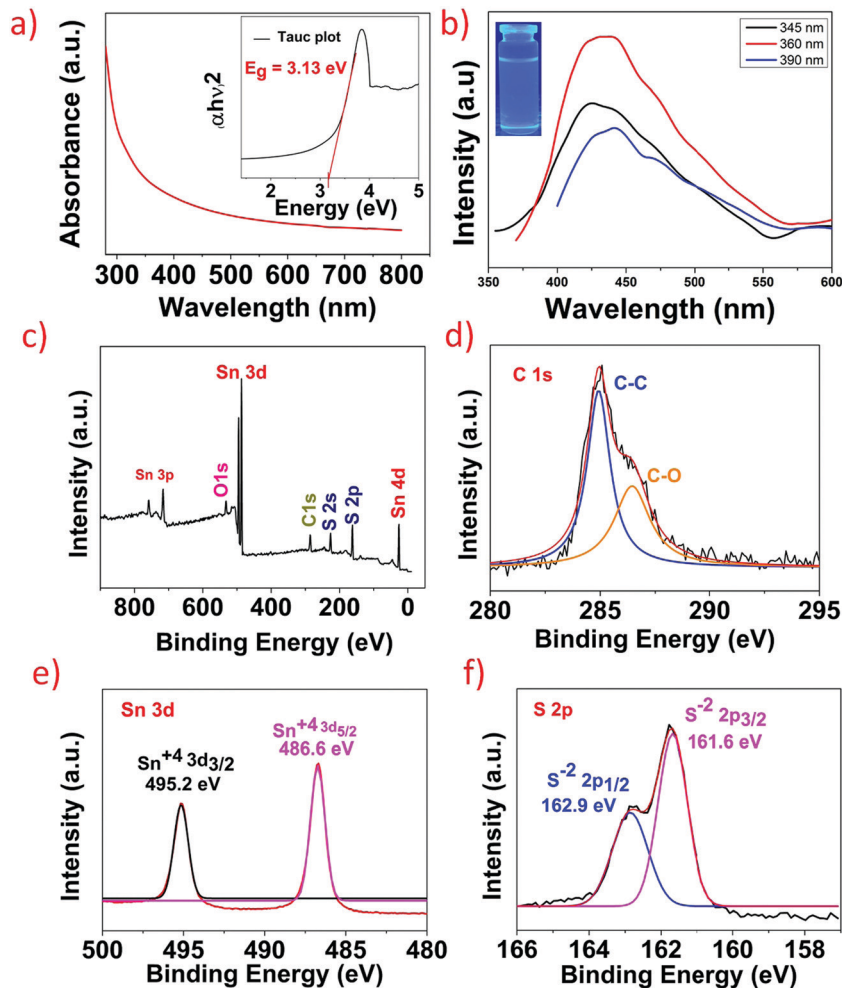 a)
Absorbance (a.u.)
(αhν)2
Tauc plot
Eg = 3.13 eV
2 3 4 5
Energy (eV)
300 400 500 600 700 800
Wavelength (nm)
b)
Intensity (a.u)
345 nm
360 nm
390 nm
350 400 450 500 550 600
Wavelength (nm)
c)
Intensity (a.u.)
Sn 3p
O1s
Sn 3d
C1s
S 2s
S 2p
Sn 4d
800 600 400 200 0
Binding Energy (eV)
d)
Intensity (a.u.)
C 1s
C-C
C-O
280 285 290 295
Binding Energy (eV)
e)
Intensity (a.u.)
Sn 3d
Sn+4 3d3/2
495.2 eV
Sn+4 3d5/2
486.6 eV
500 495 490 485 480
Binding Energy (eV)
f)
Intensity (a.u.)
S 2p
S-2 2p1/2
162.9 eV
S-2 2p3/2
161.6 eV
166 164 162 160 158
Binding Energy (eV)